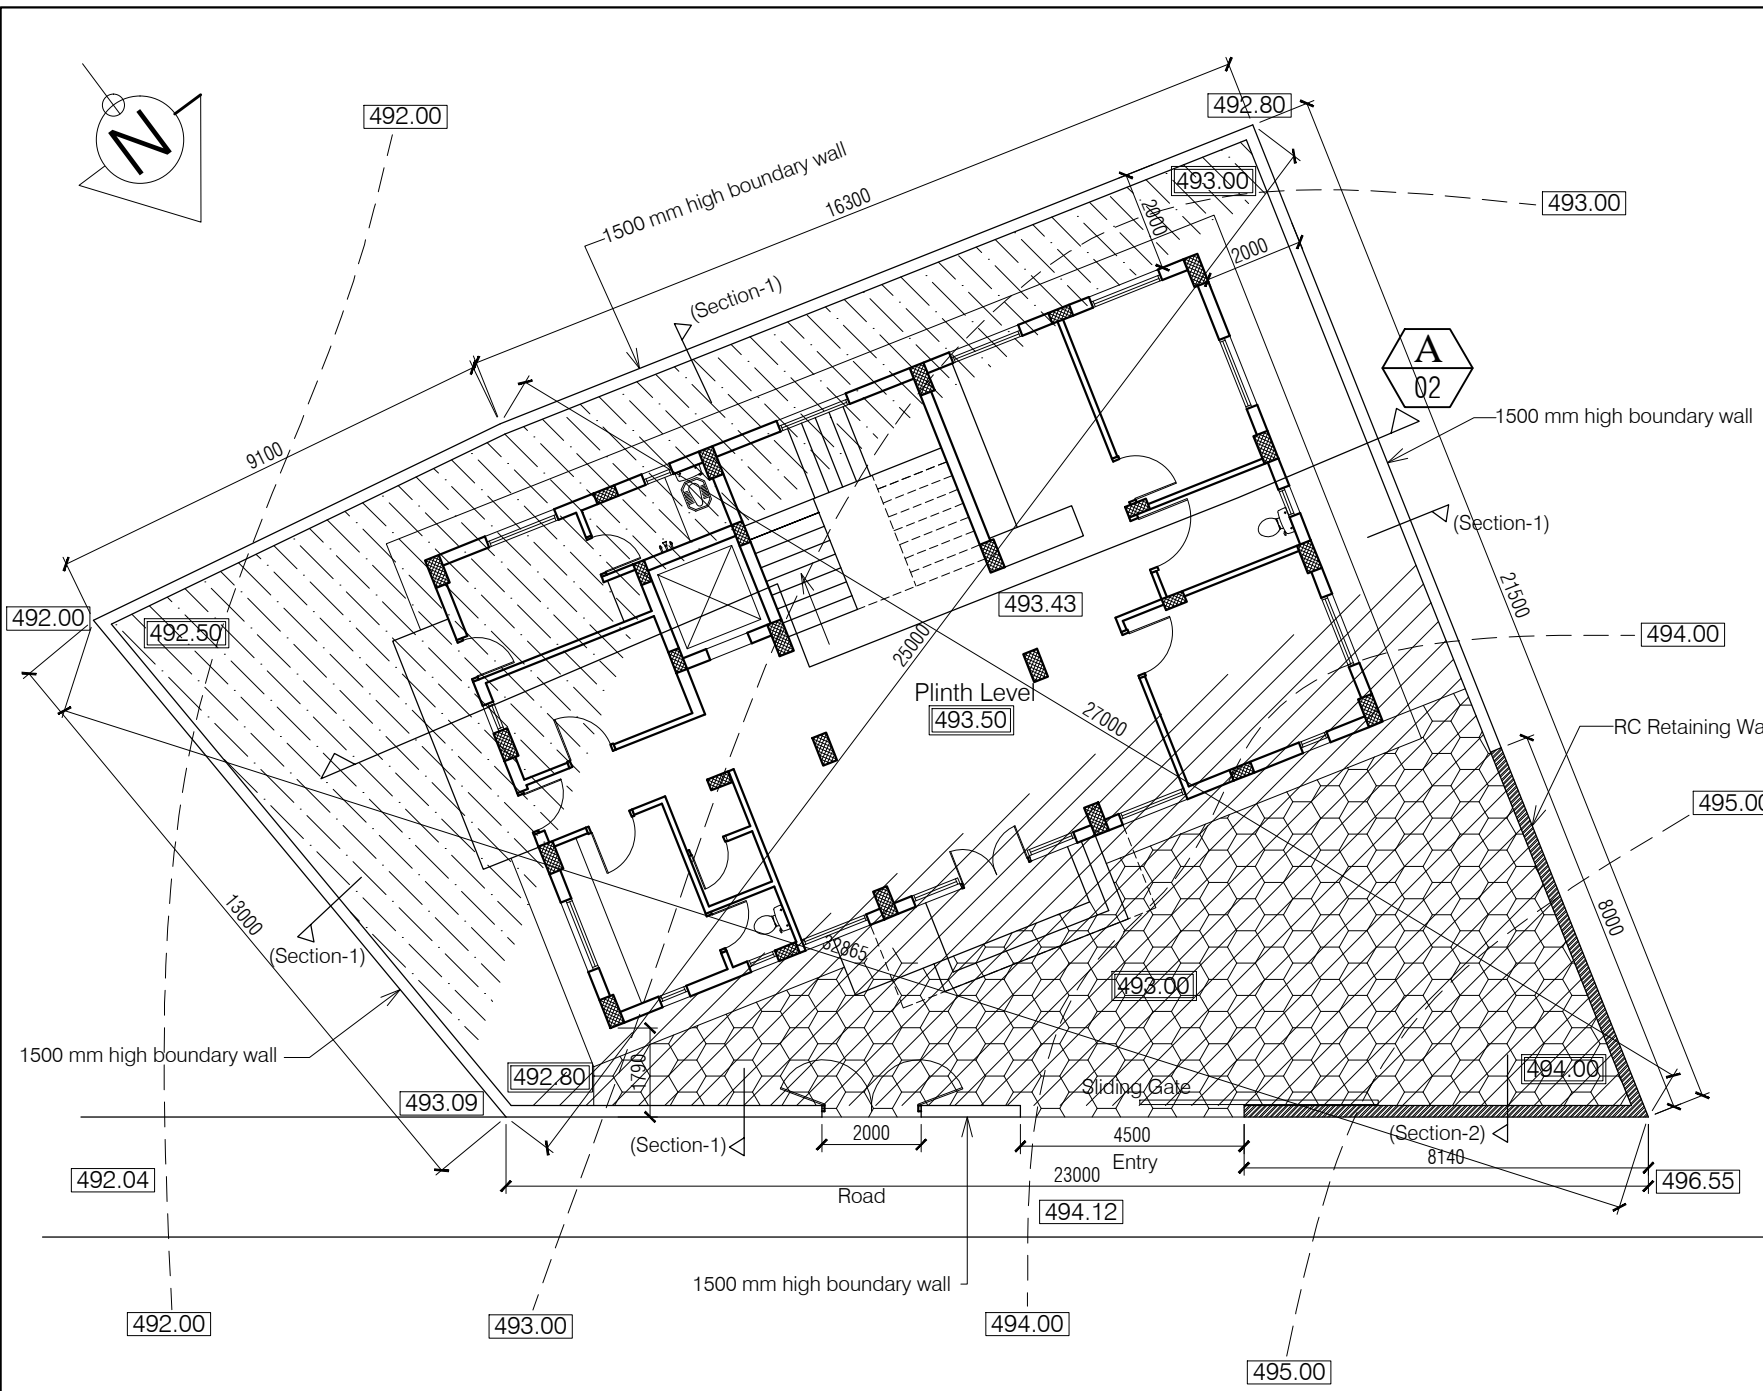 N
492.00
492.80
1500 mm high boundary wall
16300
2000
493.00
493.00
2000
(Section-1)
A
02
1500 mm high boundary wall
9100
(Section-1)
21500
492.00
492.50
493.43
494.00
25000
Plinth Level
493.50
27000
RC Retaining Wa
495.00
13000
8000
(Section-1)
32865
493.00
1500 mm high boundary wall
1790
492.80
494.00
493.09
Sliding Gate
(Section-1)
2000
4500
(Section-2)
Entry
8140
492.04
23000
496.55
Road
494.12
1500 mm high boundary wall
492.00
493.00
494.00
495.00